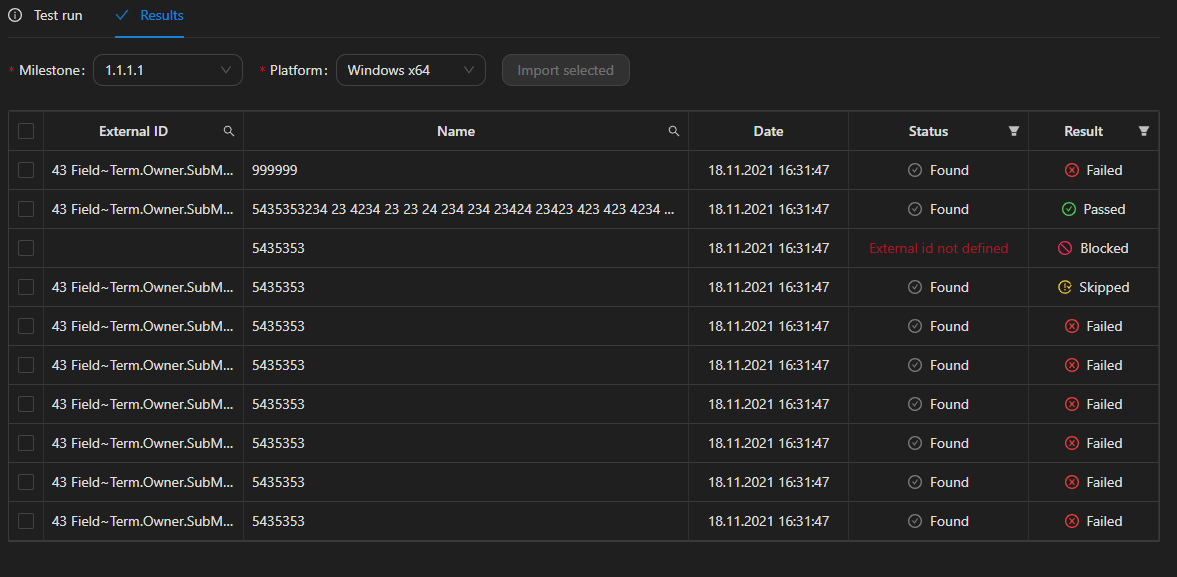 Test run Results
* Milestone: 1.1.1.1 * Platform: Windows x64 Import selected
External ID Name Date Status Result
43 Field~Term.Owner.SubM... 999999 18.11.2021 16:31:47 Found Failed
43 Field~Term.Owner.SubM... 5435353234 23 4234 23 23 24 234 234 23424 23423 423 423 4234 ... 18.11.2021 16:31:47 Found Passed
5435353 18.11.2021 16:31:47 External id not defined Blocked
43 Field~Term.Owner.SubM... 5435353 18.11.2021 16:31:47 Found Skipped
43 Field~Term.Owner.SubM... 5435353 18.11.2021 16:31:47 Found Failed
43 Field~Term.Owner.SubM... 5435353 18.11.2021 16:31:47 Found Failed
43 Field~Term.Owner.SubM... 5435353 18.11.2021 16:31:47 Found Failed
43 Field~Term.Owner.SubM... 5435353 18.11.2021 16:31:47 Found Failed
43 Field~Term.Owner.SubM... 5435353 18.11.2021 16:31:47 Found Failed
43 Field~Term.Owner.SubM... 5435353 18.11.2021 16:31:47 Found Failed